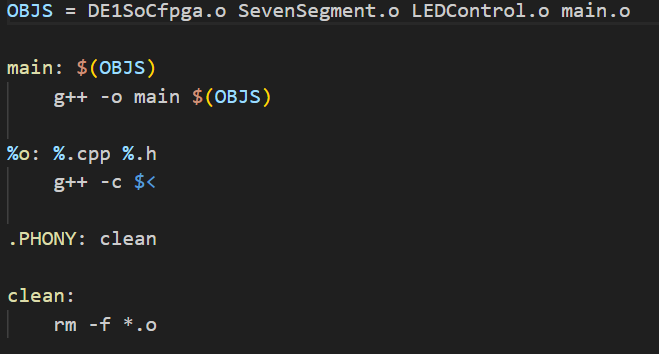 OBJS = DE1SoCfpga.o SevenSegment.o LEDControl.o main.o
main: $(OBJS)
g++ -o main $(OBJS)
%o: %.cpp %.h
g++ -c $<
.PHONY: clean
clean:
rm -f *.o